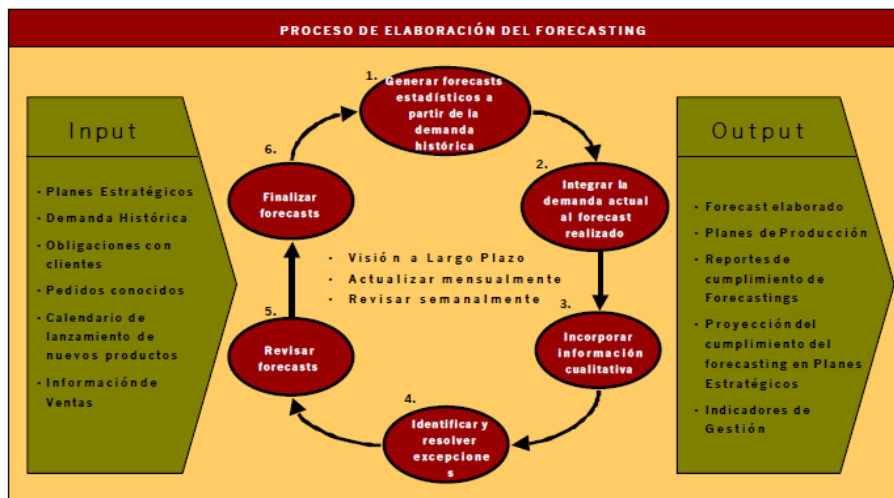 PROCESO DE ELABORACIÓN DEL FORECASTING
Input
· Planes Estratégicos
· Demanda Histórica
· Obligaciones con
clientes
· Pedidos conocidos
· Calendario de
lanzamiento de
nuevos productos
· Información de
Ventas
1.
Generar forecasts
estadísticos a
partir de la
demanda
histórica
2.
Integrar la
demanda actual
al forecast
realizado
3.
Incorporar
información
cualitativa
4.
Identificar y
resolver
excepcione
s
5.
Revisar
forecasts
6.
Finalizar
forecasts
· Visión a Largo Plazo
· Actualizar mensualmente
· Revisar semanalmente
Output
· Forecast elaborado
· Planes de Producción
· Reportes de
cumplimiento de
Forecastings
· Proyección del
cumplimiento del
forecasting en Planes
Estratégicos
· Indicadores de
Gestión